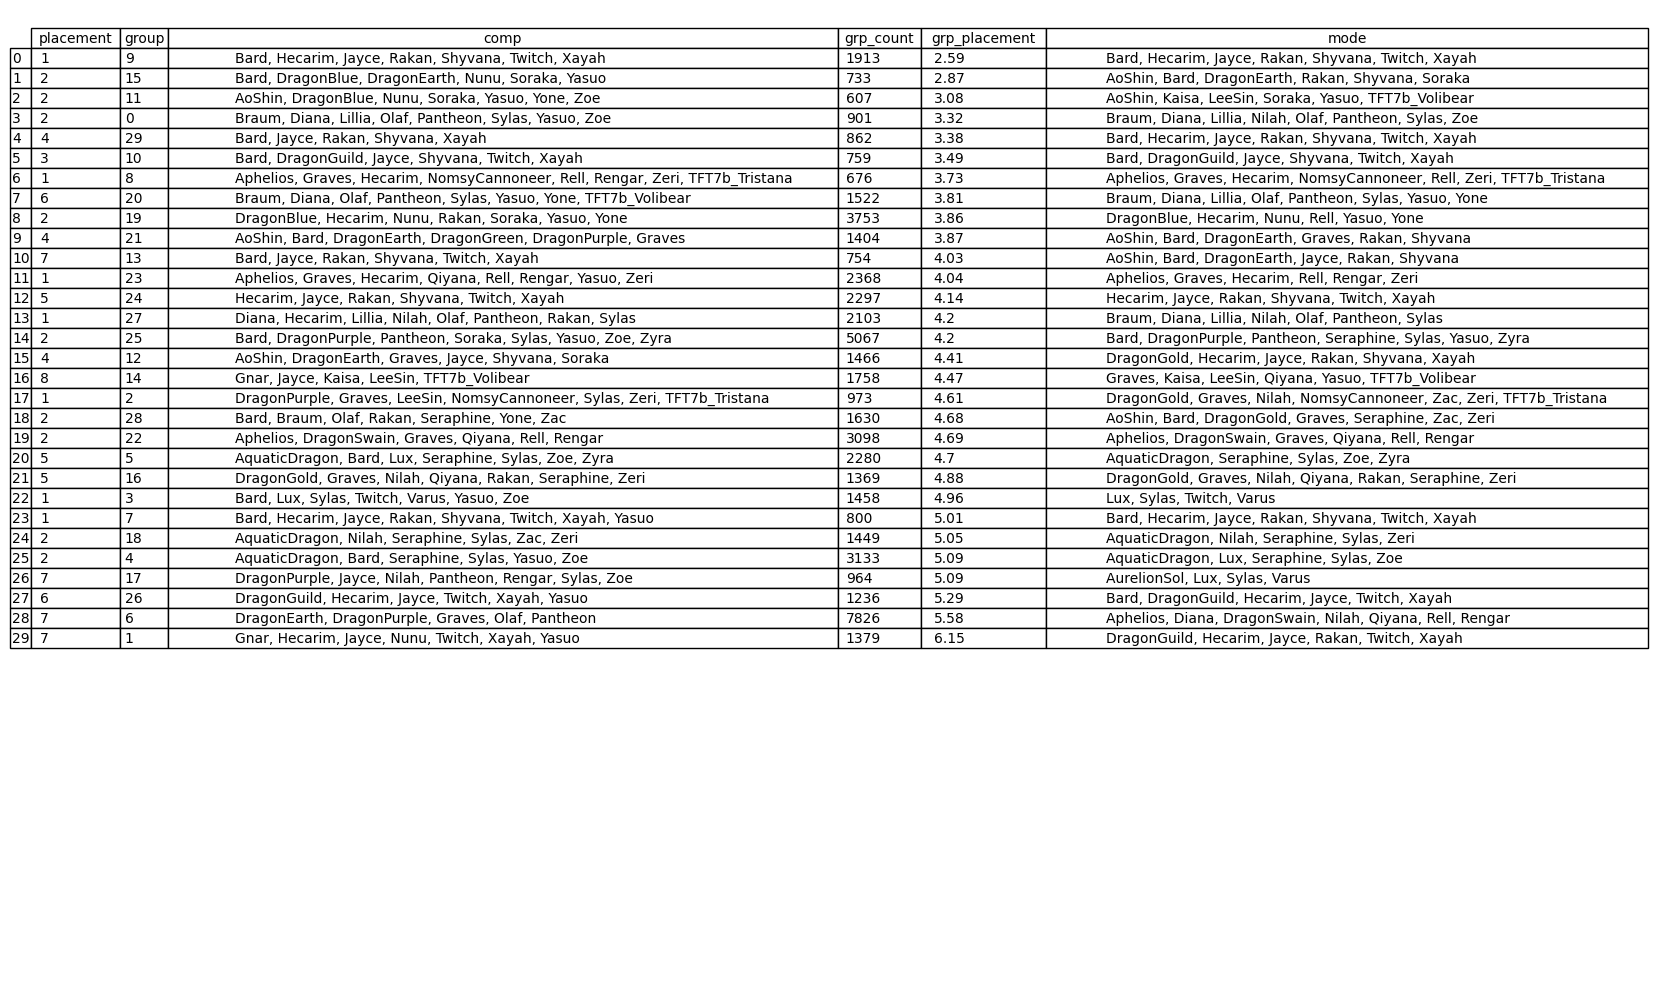 placement group comp grp_count grp_placement mode
0 1 9 Bard, Hecarim, Jayce, Rakan, Shyvana, Twitch, Xayah 1913 2.59 Bard, Hecarim, Jayce, Rakan, Shyvana, Twitch, Xayah
1 2 15 Bard, DragonBlue, DragonEarth, Nunu, Soraka, Yasuo 733 2.87 AoShin, Bard, DragonEarth, Rakan, Shyvana, Soraka
2 2 11 AoShin, DragonBlue, Nunu, Soraka, Yasuo, Yone, Zoe 607 3.08 AoShin, Kaisa, LeeSin, Soraka, Yasuo, TFT7b_Volibear
3 2 0 Braum, Diana, Lillia, Olaf, Pantheon, Sylas, Yasuo, Zoe 901 3.32 Braum, Diana, Lillia, Nilah, Olaf, Pantheon, Sylas, Zoe
4 4 29 Bard, Jayce, Rakan, Shyvana, Xayah 862 3.38 Bard, Hecarim, Jayce, Rakan, Shyvana, Twitch, Xayah
5 3 10 Bard, DragonGuild, Jayce, Shyvana, Twitch, Xayah 759 3.49 Bard, DragonGuild, Jayce, Shyvana, Twitch, Xayah
6 1 8 Aphelios, Graves, Hecarim, NomsyCannoneer, Rell, Rengar, Zeri, TFT7b_Tristana 676 3.73 Aphelios, Graves, Hecarim, NomsyCannoneer, Rell, Zeri, TFT7b_Tristana
7 6 20 Braum, Diana, Olaf, Pantheon, Sylas, Yasuo, Yone, TFT7b_Volibear 1522 3.81 Braum, Diana, Lillia, Olaf, Pantheon, Sylas, Yasuo, Yone
8 2 19 DragonBlue, Hecarim, Nunu, Rakan, Soraka, Yasuo, Yone 3753 3.86 DragonBlue, Hecarim, Nunu, Rell, Yasuo, Yone
9 4 21 AoShin, Bard, DragonEarth, DragonGreen, DragonPurple, Graves 1404 3.87 AoShin, Bard, DragonEarth, Graves, Rakan, Shyvana
10 7 13 Bard, Jayce, Rakan, Shyvana, Twitch, Xayah 754 4.03 AoShin, Bard, DragonEarth, Jayce, Rakan, Shyvana
11 1 23 Aphelios, Graves, Hecarim, Qiyana, Rell, Rengar, Yasuo, Zeri 2368 4.04 Aphelios, Graves, Hecarim, Rell, Rengar, Zeri
12 5 24 Hecarim, Jayce, Rakan, Shyvana, Twitch, Xayah 2297 4.14 Hecarim, Jayce, Rakan, Shyvana, Twitch, Xayah
13 1 27 Diana, Hecarim, Lillia, Nilah, Olaf, Pantheon, Rakan, Sylas 2103 4.2 Braum, Diana, Lillia, Nilah, Olaf, Pantheon, Sylas
14 2 25 Bard, DragonPurple, Pantheon, Soraka, Sylas, Yasuo, Zoe, Zyra 5067 4.2 Bard, DragonPurple, Pantheon, Seraphine, Sylas, Yasuo, Zyra
15 4 12 AoShin, DragonEarth, Graves, Jayce, Shyvana, Soraka 1466 4.41 DragonGold, Hecarim, Jayce, Rakan, Shyvana, Xayah
16 8 14 Gnar, Jayce, Kaisa, LeeSin, TFT7b_Volibear 1758 4.47 Graves, Kaisa, LeeSin, Qiyana, Yasuo, TFT7b_Volibear
17 1 2 DragonPurple, Graves, LeeSin, NomsyCannoneer, Sylas, Zeri, TFT7b_Tristana 973 4.61 DragonGold, Graves, Nilah, NomsyCannoneer, Zac, Zeri, TFT7b_Tristana
18 2 28 Bard, Braum, Olaf, Rakan, Seraphine, Yone, Zac 1630 4.68 AoShin, Bard, DragonGold, Graves, Seraphine, Zac, Zeri
19 2 22 Aphelios, DragonSwain, Graves, Qiyana, Rell, Rengar 3098 4.69 Aphelios, DragonSwain, Graves, Qiyana, Rell, Rengar
20 5 5 AquaticDragon, Bard, Lux, Seraphine, Sylas, Zoe, Zyra 2280 4.7 AquaticDragon, Seraphine, Sylas, Zoe, Zyra
21 5 16 DragonGold, Graves, Nilah, Qiyana, Rakan, Seraphine, Zeri 1369 4.88 DragonGold, Graves, Nilah, Qiyana, Rakan, Seraphine, Zeri
22 1 3 Bard, Lux, Sylas, Twitch, Varus, Yasuo, Zoe 1458 4.96 Lux, Sylas, Twitch, Varus
23 1 7 Bard, Hecarim, Jayce, Rakan, Shyvana, Twitch, Xayah, Yasuo 800 5.01 Bard, Hecarim, Jayce, Rakan, Shyvana, Twitch, Xayah
24 2 18 AquaticDragon, Nilah, Seraphine, Sylas, Zac, Zeri 1449 5.05 AquaticDragon, Nilah, Seraphine, Sylas, Zeri
25 2 4 AquaticDragon, Bard, Seraphine, Sylas, Yasuo, Zoe 3133 5.09 AquaticDragon, Lux, Seraphine, Sylas, Zoe
26 7 17 DragonPurple, Jayce, Nilah, Pantheon, Rengar, Sylas, Zoe 964 5.09 AurelionSol, Lux, Sylas, Varus
27 6 26 DragonGuild, Hecarim, Jayce, Twitch, Xayah, Yasuo 1236 5.29 Bard, DragonGuild, Hecarim, Jayce, Twitch, Xayah
28 7 6 DragonEarth, DragonPurple, Graves, Olaf, Pantheon 7826 5.58 Aphelios, Diana, DragonSwain, Nilah, Qiyana, Rell, Rengar
29 7 1 Gnar, Hecarim, Jayce, Nunu, Twitch, Xayah, Yasuo 1379 6.15 DragonGuild, Hecarim, Jayce, Rakan, Twitch, Xayah